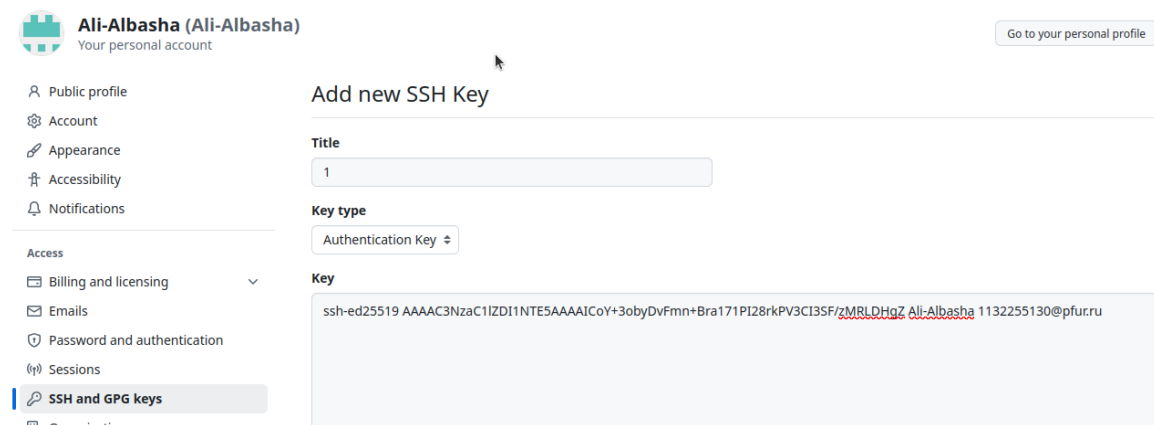 Ali-Albasha (Ali-Albasha)
Your personal account
Go to your personal profile
Public profile
Account
Appearance
Accessibility
Notifications
Access
Billing and licensing
Emails
Password and authentication
Sessions
SSH and GPG keys
Add new SSH Key
Title
1
Key type
Authentication Key
Key
ssh-ed25519 AAAAC3NzaC1lZDI1NTE5AAAAICoY+3obyDvFmn+Bra171PI28rkPV3CI3SF/zMRLDHgZ Ali-Albasha 1132255130@pfur.ru